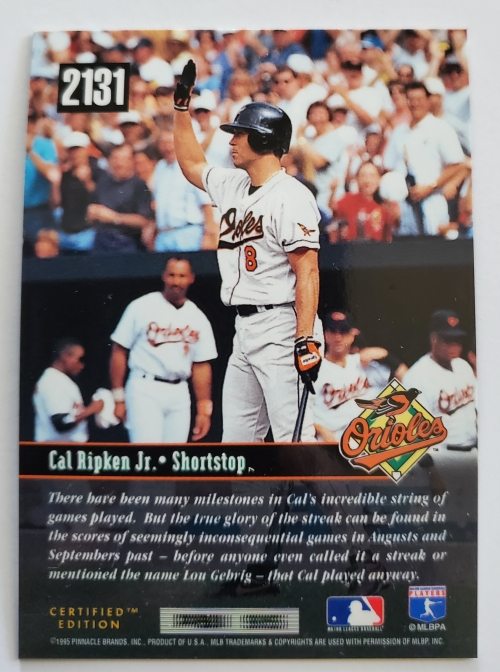 2131
Orioles
8
Orioles
Orioles
Orioles
Cal Ripken Jr. • Shortstop
There have been many milestones in Cal's incredible string of
games played. But the true glory of the streak can be found in
the scores of seemingly inconsequential games in Augusts and
Septembers past – before anyone even called it a streak or
mentioned the name Lou Gehrig – that Cal played anyway.
CERTIFIED™
EDITION
MAJOR LEAGUE BASEBALL
PLAYERS
©MLBPA
©1995 PINNACLE BRANDS, INC., PRODUCT OF U.S.A. MLB TRADEMARKS & COPYRIGHTS ARE USED WITH PERMISSION OF MLBP, INC.